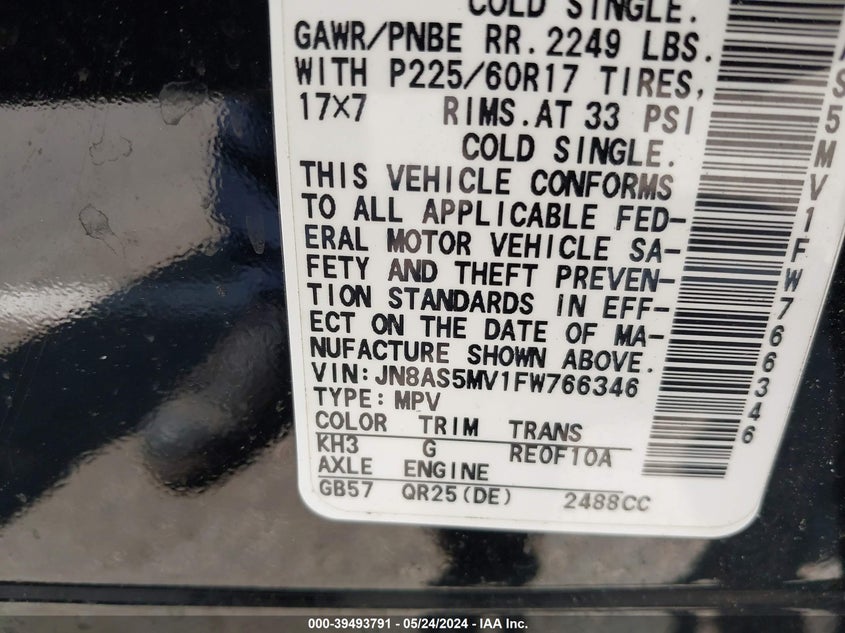 COLD SINGLE.
GAWR/PNBE RR.2249 LBS.
WITH P225/60R17 TIRES,
17×7 RIMS.AT 33 PSI
COLD SINGLE.
THIS VEHICLE CONFORMS
TO ALL APPLICABLE FED-
ERAL MOTOR VEHICLE SA-
FETY AND THEFT PREVEN-
TION STANDARDS IN EFF-
ECT ON THE DATE OF MA-
NUFACTURE SHOWN ABOVE.
VIN:JN8AS5MV1FW766346
TYPE:MPV
COLOR TRIM TRANS
KH3 G RE0F10A
AXLE ENGINE
GB57 QR25(DE) 2488CC
S5MV1FW766346
000-39493791 - 05/24/2024 - IAA Inc.